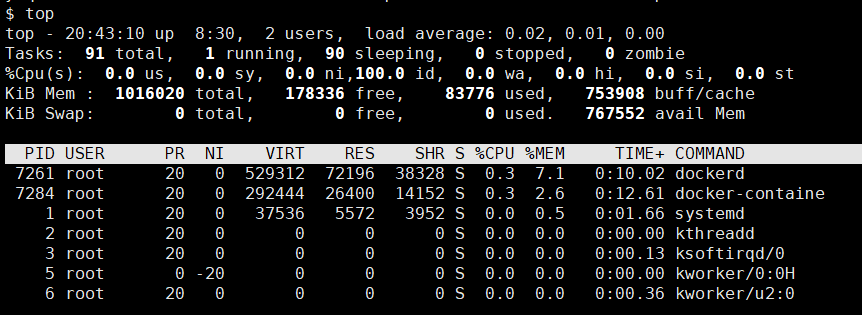 $ top
top - 20:43:10 up  8:30,  2 users,  load average: 0.02, 0.01, 0.00
Tasks:  91 total,   1 running,  90 sleeping,   0 stopped,   0 zombie
%Cpu(s):  0.0 us,  0.0 sy,  0.0 ni,100.0 id,  0.0 wa,  0.0 hi,  0.0 si,  0.0 st
KiB Mem :  1016020 total,   178336 free,    83776 used,   753908 buff/cache
KiB Swap:        0 total,        0 free,        0 used.   767552 avail Mem
  PID USER      PR  NI    VIRT    RES    SHR S %CPU %MEM     TIME+ COMMAND
 7261 root      20   0  529312  72196  38328 S  0.3  7.1   0:10.02 dockerd
 7284 root      20   0  292444  26400  14152 S  0.3  2.6   0:12.61 docker-containe
    1 root      20   0   37536   5572   3952 S  0.0  0.5   0:01.66 systemd
    2 root      20   0       0      0      0 S  0.0  0.0   0:00.00 kthreadd
    3 root      20   0       0      0      0 S  0.0  0.0   0:00.13 ksoftirqd/0
    5 root       0 -20       0      0      0 S  0.0  0.0   0:00.00 kworker/0:0H
    6 root      20   0       0      0      0 S  0.0  0.0   0:00.36 kworker/u2:0